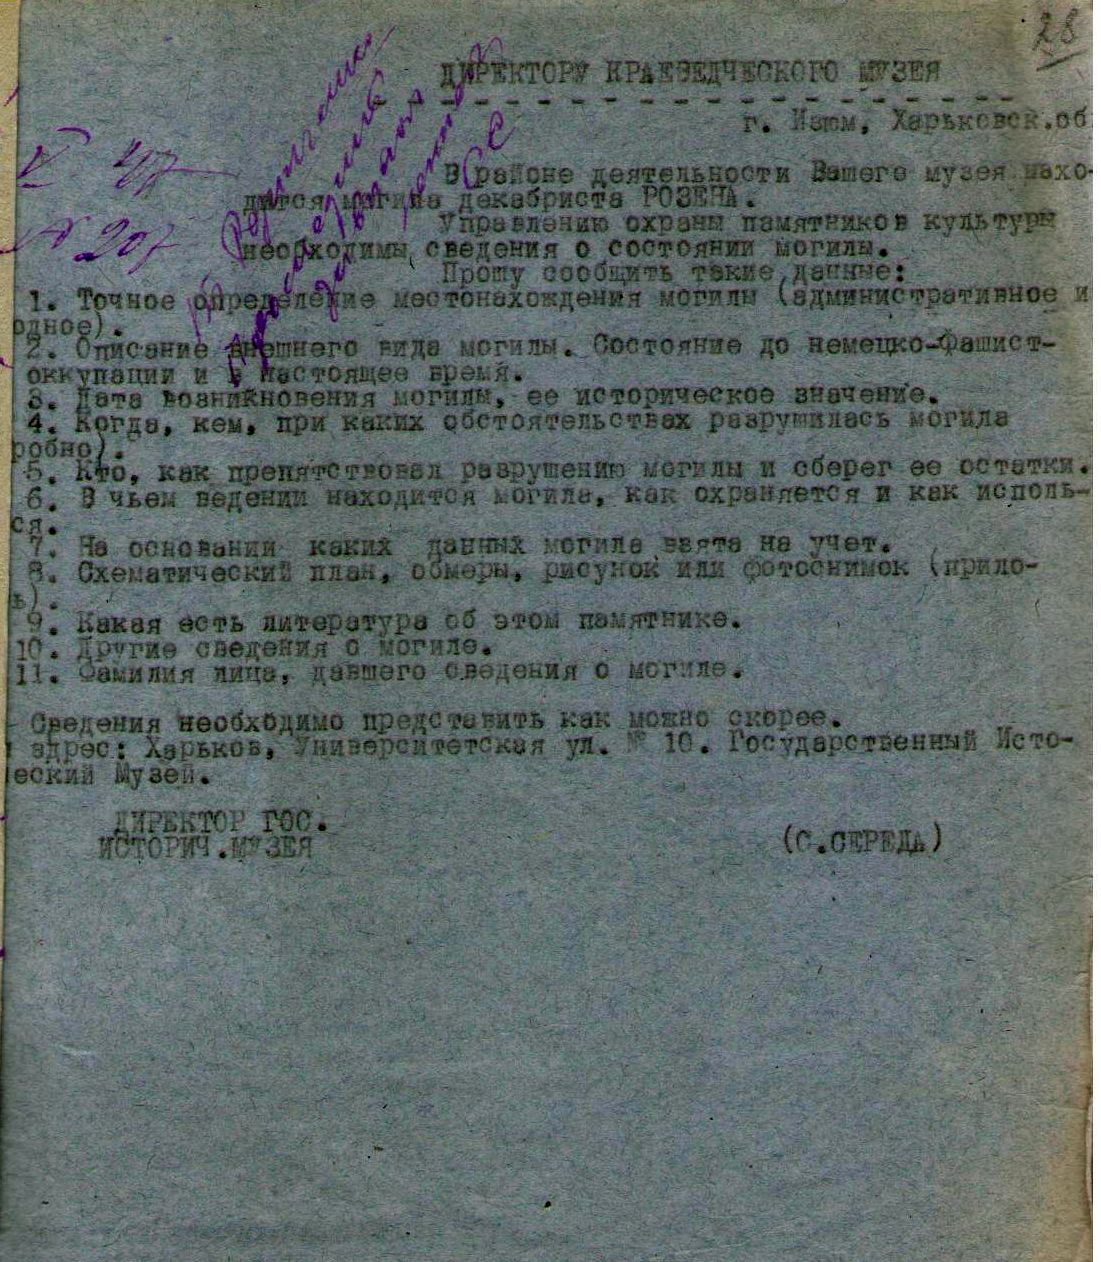 28
ДИРЕКТОРУ КРАЕВЕДЧЕСКОГО МУЗЕЯ
г. Изюм, Харьковск.об
В районе деятельности Вашего музея нахо-
дится могила декабриста РОЗЕНА.
Управлению охраны памятников культуры
необходимы сведения о состоянии могилы.
Прошу сообщить такие данные:
1. Точное определение местонахождения могилы (административное и
одное).
2. Описание внешнего вида могилы. Состояние до немецко-фашист-
оккупации и в настоящее время.
3. Дата возникновения могилы, ее историческое значение.
4. Когда, кем, при каких обстоятельствах разрушилась могила
робно).
5. Кто, как препятствовал разрушению могилы и сберег ее остатки.
6. В чьем ведении находится могила, как охраняется и как исполь-
ся.
7. На основании каких данных могила взята на учет.
8. Схематический план, обмеры, рисунок или фотоснимок (прило-
ь).
9. Какая есть литература об этом памятнике.
10. Другие сведения о могиле.
11. Фамилия лица, давшего сведения о могиле.
Сведения необходимо представить как можно скорее.
адрес: Харьков, Университетская ул. № 10. Государственный Исто-
еский Музей.
ДИРЕКТОР ГОС.
ИСТОРИЧ.МУЗЕЯ (С.СЕРЕДА)
207